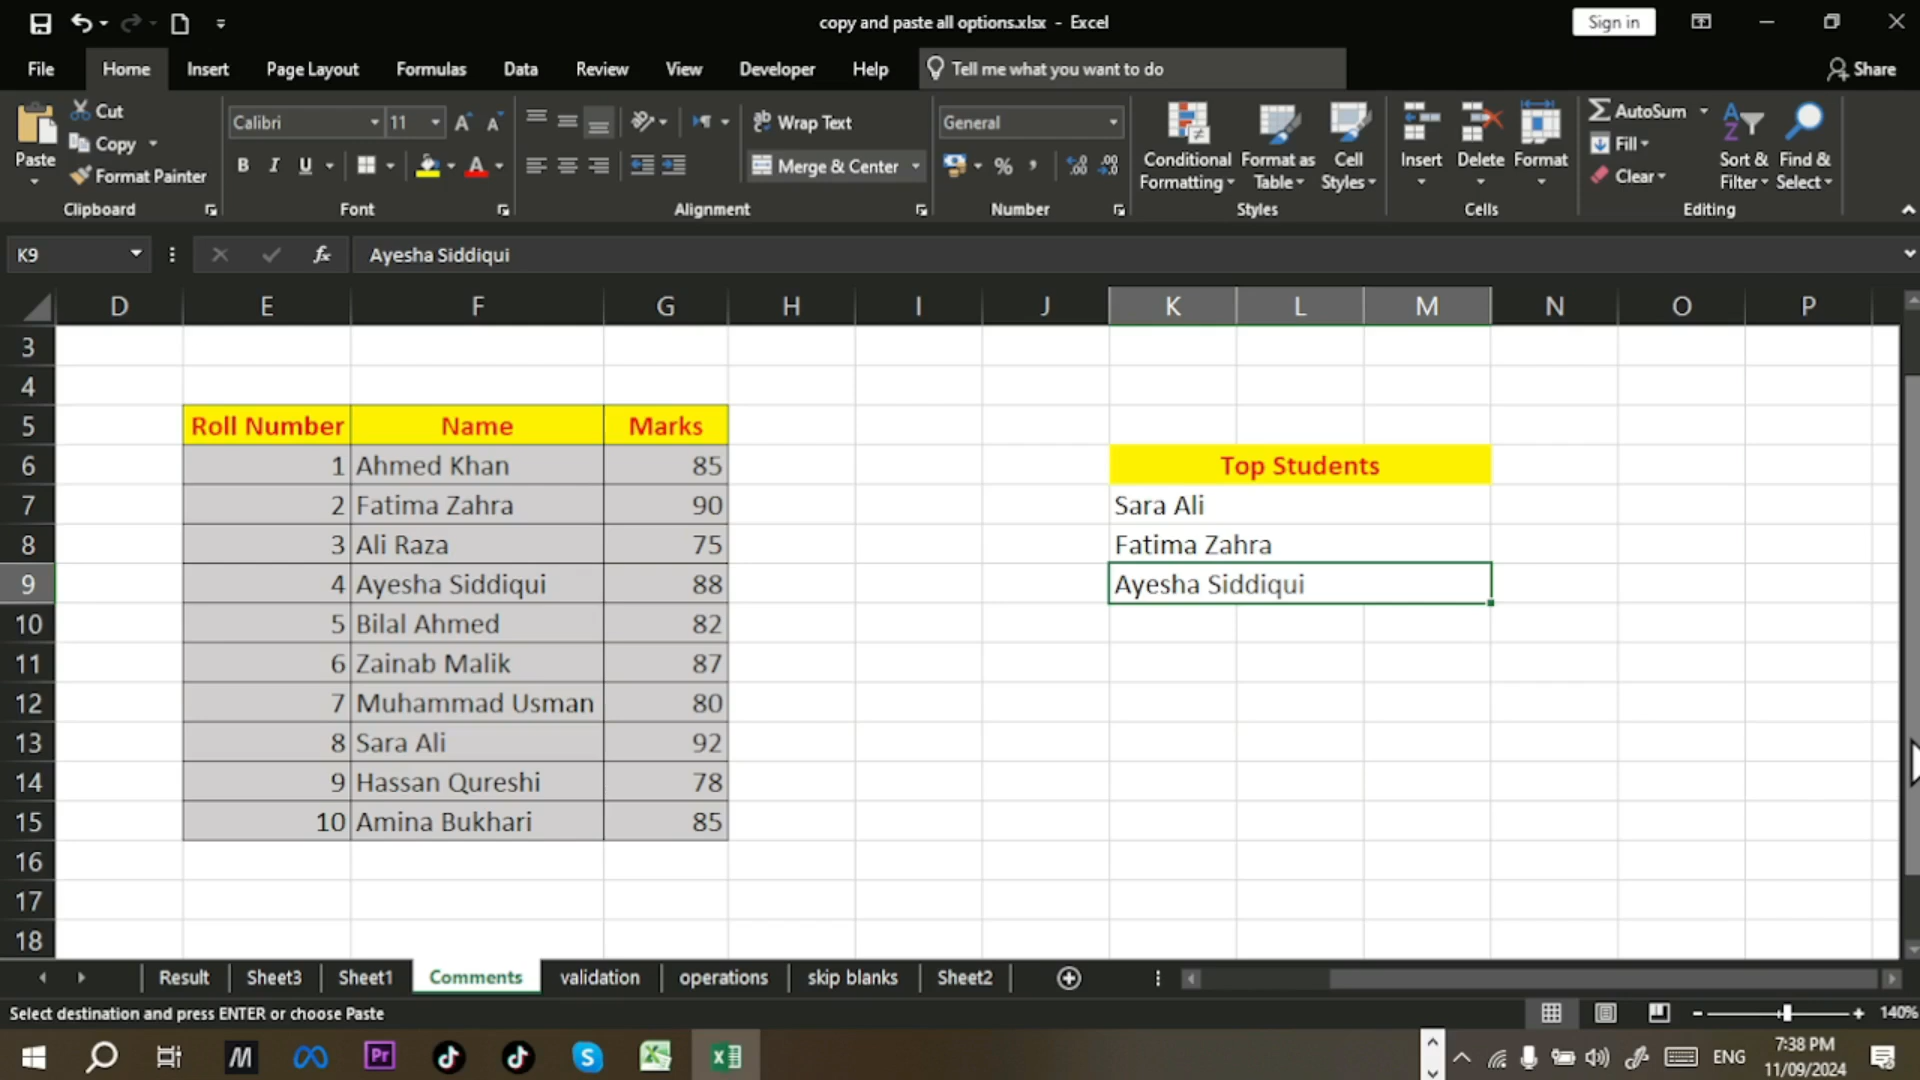 copy and paste all options.xlsx - Excel
Sign in
File Home Insert Page Layout Formulas Data Review View Developer Help Tell me what you want to do Share
Paste
Cut
Copy
Format Painter
Clipboard
Calibri 11
B I U
Font
Wrap Text
Merge & Center
Alignment
General
Number
Conditional Formatting
Format as Table
Cell Styles
Styles
Insert Delete Format
Cells
AutoSum
Fill
Clear
Sort & Filter
Find & Select
Editing
K9 fx Ayesha Siddiqui
D E F G H I J K L M N O P
3
4
5 Roll Number Name Marks
6 1 Ahmed Khan 85 Top Students
7 2 Fatima Zahra 90 Sara Ali
8 3 Ali Raza 75 Fatima Zahra
9 4 Ayesha Siddiqui 88 Ayesha Siddiqui
10 5 Bilal Ahmed 82
11 6 Zainab Malik 87
12 7 Muhammad Usman 80
13 8 Sara Ali 92
14 9 Hassan Qureshi 78
15 10 Amina Bukhari 85
16
17
18
Result Sheet3 Sheet1 Comments validation operations skip blanks Sheet2
Select destination and press ENTER or choose Paste 140%
ENG 7:38 PM
11/09/2024